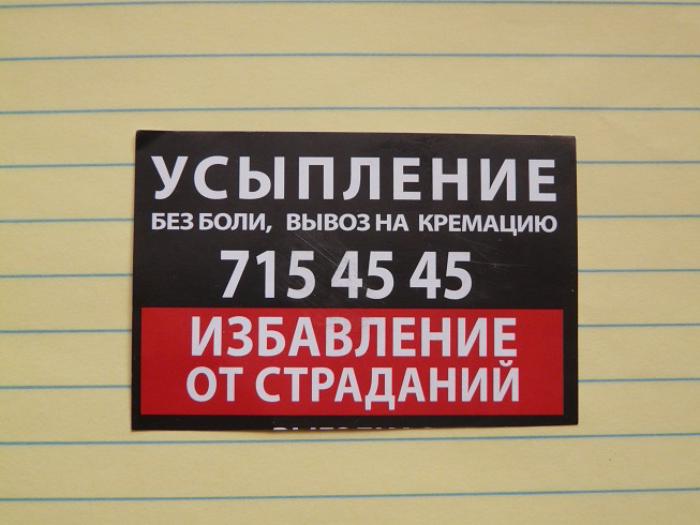 УСЫПЛЕНИЕ
БЕЗ БОЛИ, ВЫВОЗ НА КРЕМАЦИЮ
715 45 45
ИЗБАВЛЕНИЕ
ОТ СТРАДАНИЙ